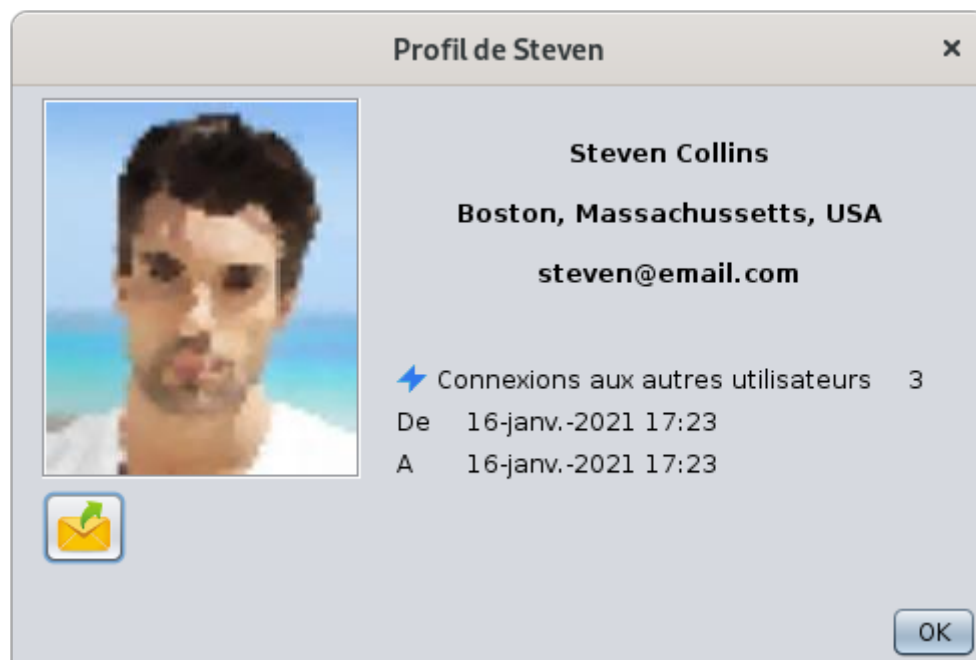 Profil de Steven
Steven Collins
Boston, Massachussetts, USA
steven@email.com
Connexions aux autres utilisateurs 3
De 16-janv.-2021 17:23
A 16-janv.-2021 17:23
OK